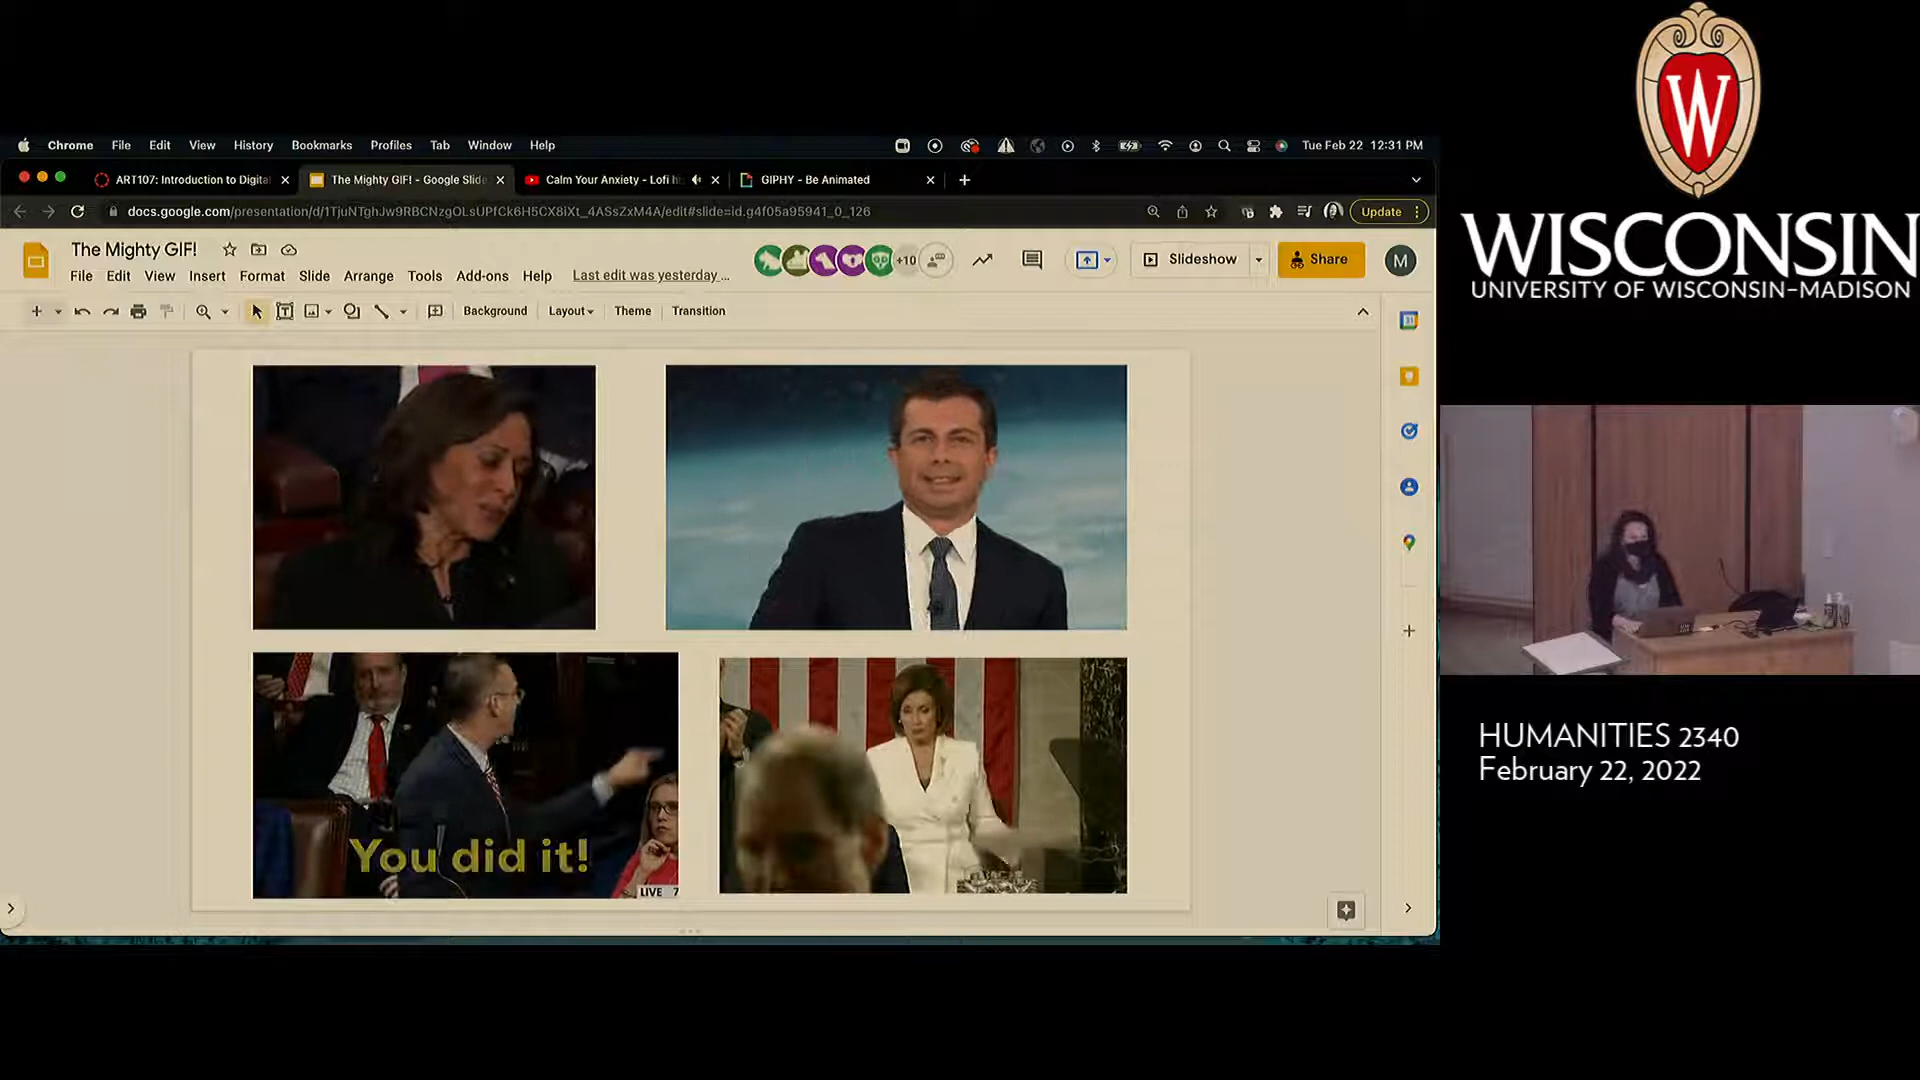 Chrome File Edit View History Bookmarks Profiles Tab Window Help Tue Feb 22 12:31 PM
ART107: Introduction to Digita The Mighty GIF! - Google Slide Calm Your Anxiety - Lofi hi GIPHY - Be Animated
docs.google.com/presentation/d/1TjuNTghJw9RBCNzgOLsUPfCk6H5CX8iXt_4ASsZxM4A/edit#slide=id.g4f05a95941_0_126 Update
The Mighty GIF!
+10 Slideshow Share M
File Edit View Insert Format Slide Arrange Tools Add-ons Help Last edit was yesterday ...
Background Layout Theme Transition
You did it!
LIVE 7
W
WISCONSIN
UNIVERSITY OF WISCONSIN–MADISON
HUMANITIES 2340
February 22, 2022